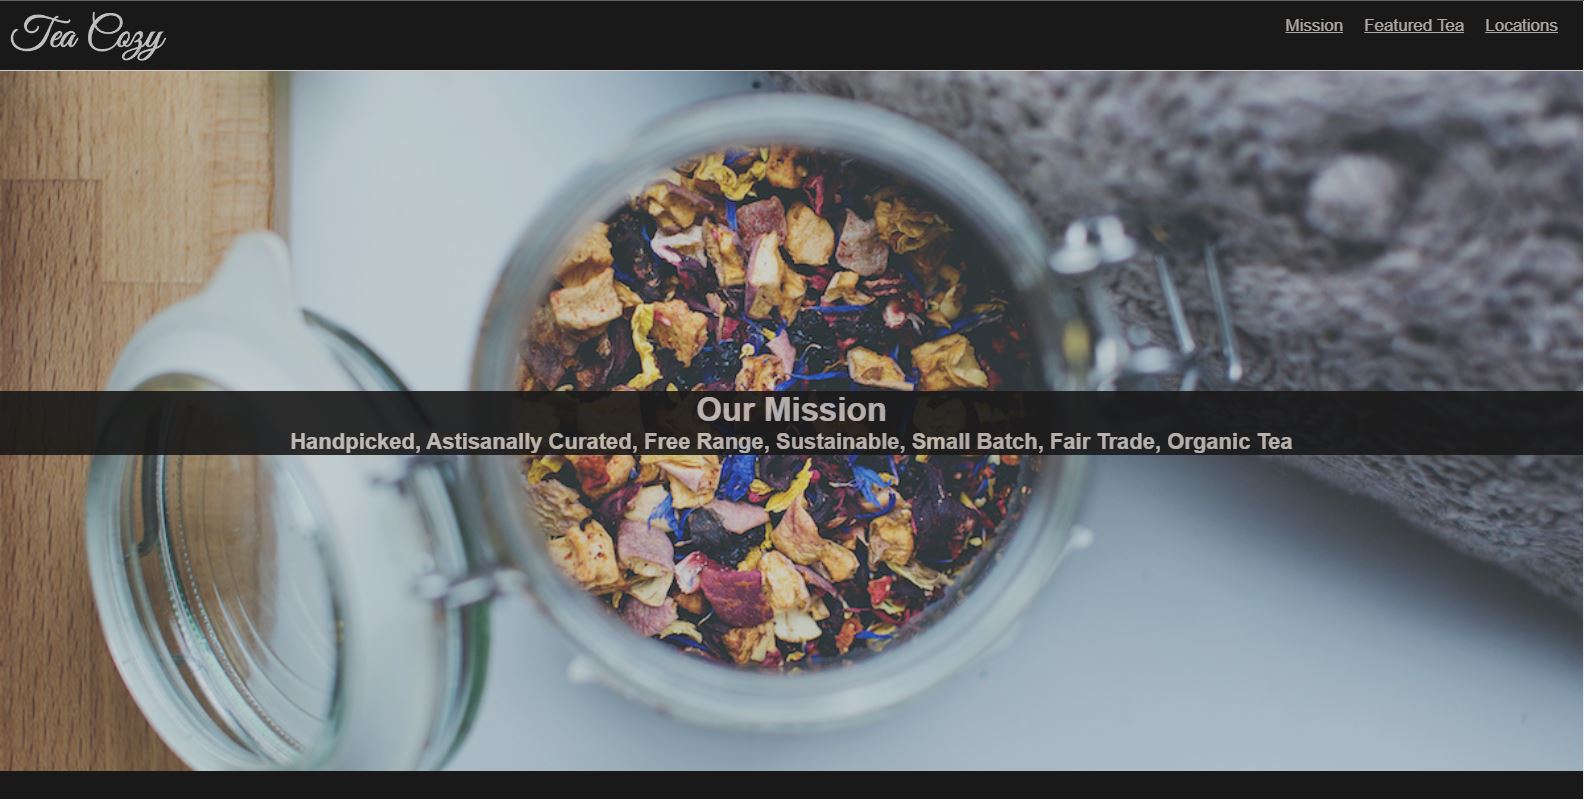 Tea Cozy
Mission Featured Tea Locations
Our Mission
Handpicked, Astisanally Curated, Free Range, Sustainable, Small Batch, Fair Trade, Organic Tea